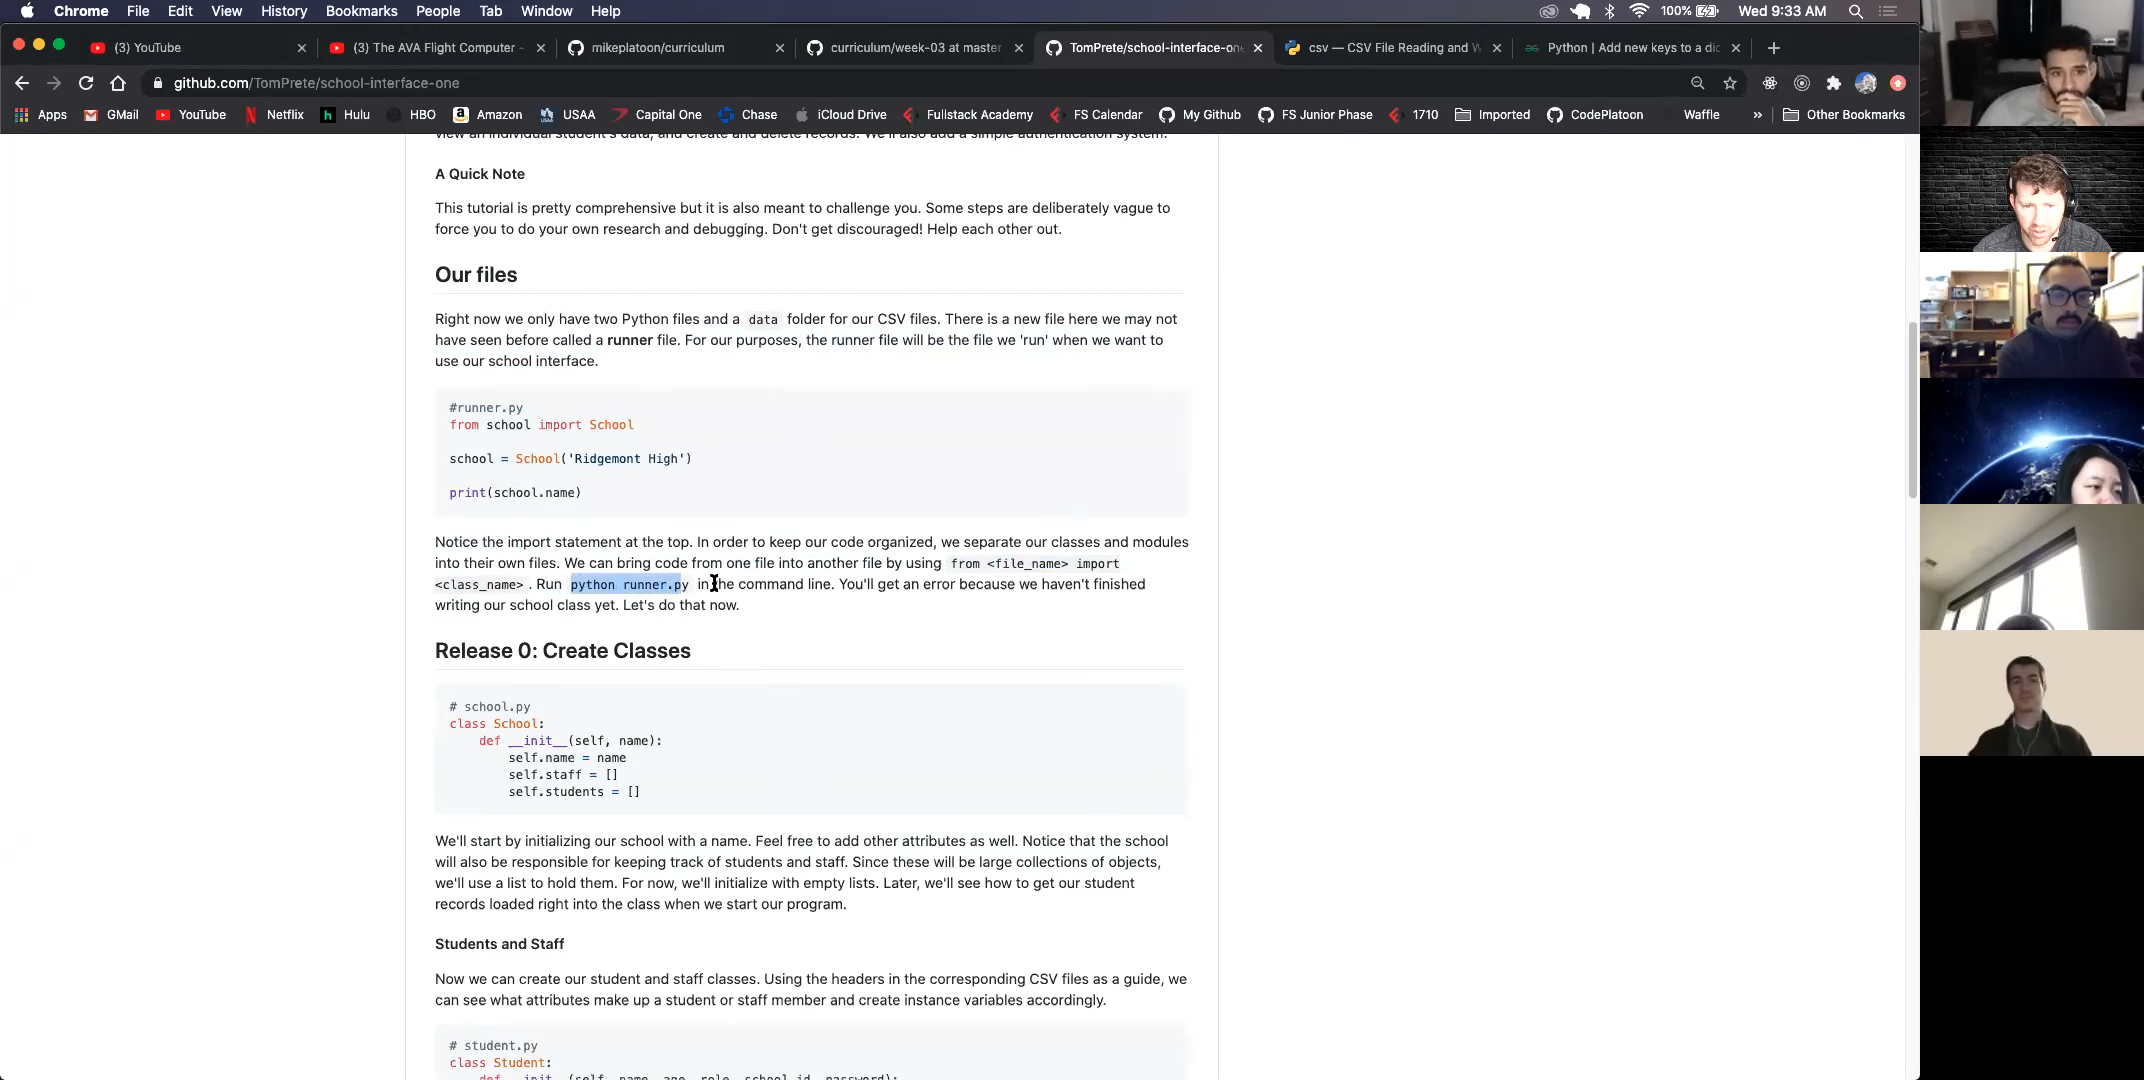 Chrome File Edit View History Bookmarks People Tab Window Help 100% Wed 9:33 AM
(3) YouTube (3) The AVA Flight Computer - mikeplatoon/curriculum curriculum/week-03 at master TomPrete/school-interface-one csv — CSV File Reading and W Python | Add new keys to a dic
github.com/TomPrete/school-interface-one
Apps GMail YouTube Netflix Hulu HBO Amazon USAA Capital One Chase iCloud Drive Fullstack Academy FS Calendar My Github FS Junior Phase 1710 Imported CodePlatoon Waffle » Other Bookmarks
view an individual student's data, and create and delete records. We'll also add a simple authentication system.
A Quick Note
This tutorial is pretty comprehensive but it is also meant to challenge you. Some steps are deliberately vague to
force you to do your own research and debugging. Don't get discouraged! Help each other out.
Our files
Right now we only have two Python files and a data folder for our CSV files. There is a new file here we may not
have seen before called a runner file. For our purposes, the runner file will be the file we 'run' when we want to
use our school interface.
#runner.py
from school import School
school = School('Ridgemont High')
print(school.name)
Notice the import statement at the top. In order to keep our code organized, we separate our classes and modules
into their own files. We can bring code from one file into another file by using from <file_name> import
<class_name> . Run python runner.py in the command line. You'll get an error because we haven't finished
writing our school class yet. Let's do that now.
Release 0: Create Classes
# school.py
class School:
def __init__(self, name):
self.name = name
self.staff = []
self.students = []
We'll start by initializing our school with a name. Feel free to add other attributes as well. Notice that the school
will also be responsible for keeping track of students and staff. Since these will be large collections of objects,
we'll use a list to hold them. For now, we'll initialize with empty lists. Later, we'll see how to get our student
records loaded right into the class when we start our program.
Students and Staff
Now we can create our student and staff classes. Using the headers in the corresponding CSV files as a guide, we
can see what attributes make up a student or staff member and create instance variables accordingly.
# student.py
class Student:
def __init__(self, name, age, role, school_id, password):